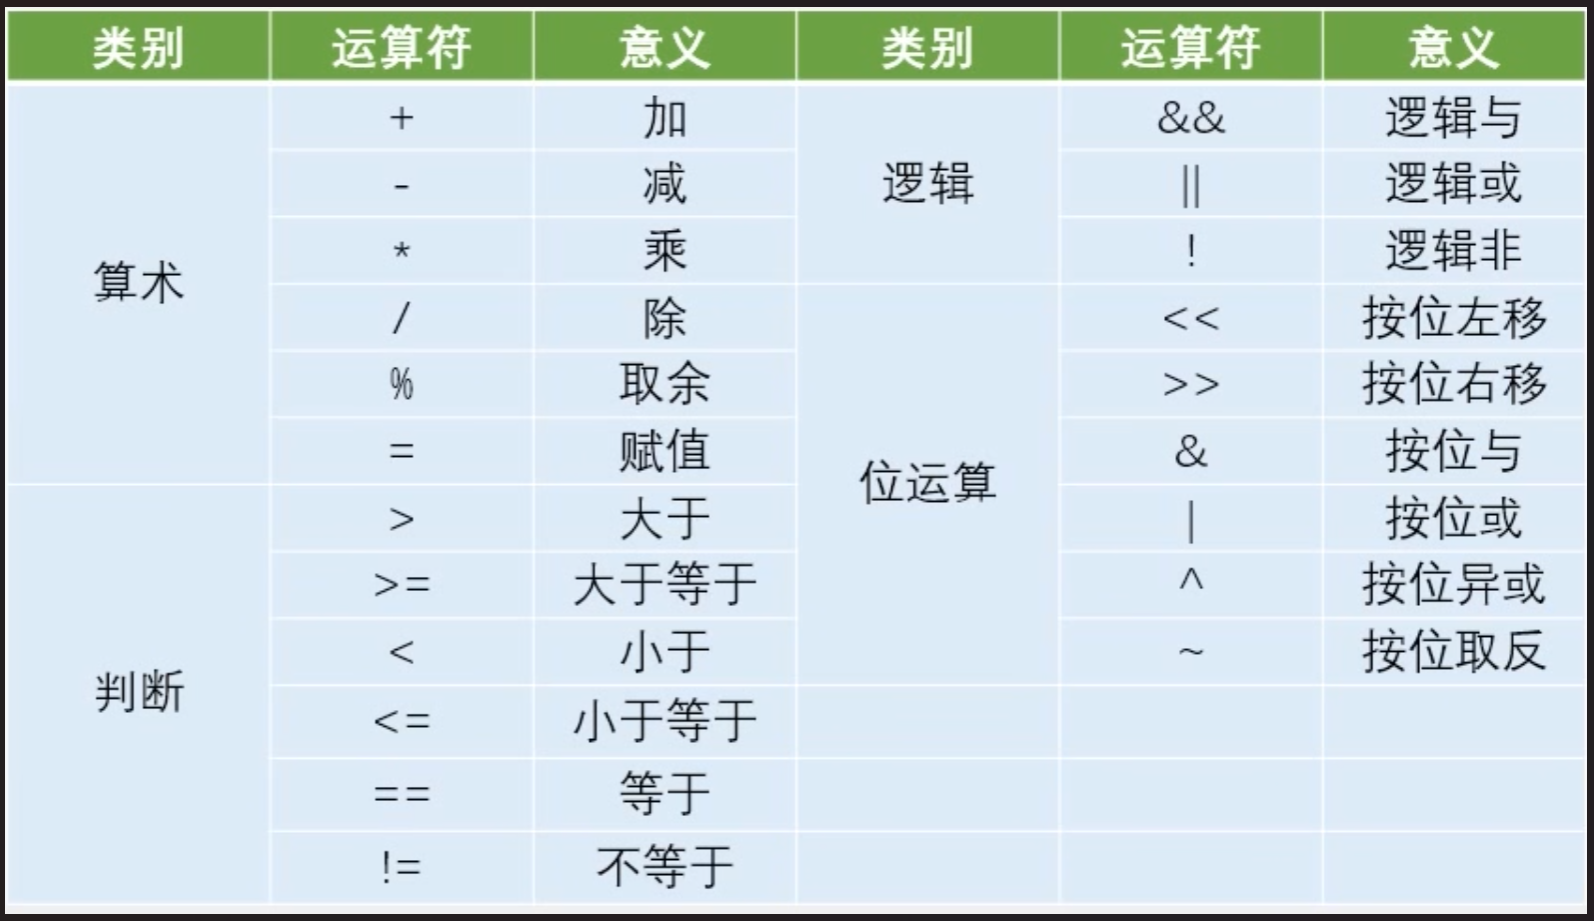 类别 运算符 意义 类别 运算符 意义
算术 + 加 逻辑 && 逻辑与
- 减 || 逻辑或
* 乘 ! 逻辑非
/ 除 位运算 << 按位左移
% 取余 >> 按位右移
= 赋值 & 按位与
判断 > 大于 | 按位或
>= 大于等于 ^ 按位异或
< 小于 ~ 按位取反
<= 小于等于
== 等于
!= 不等于